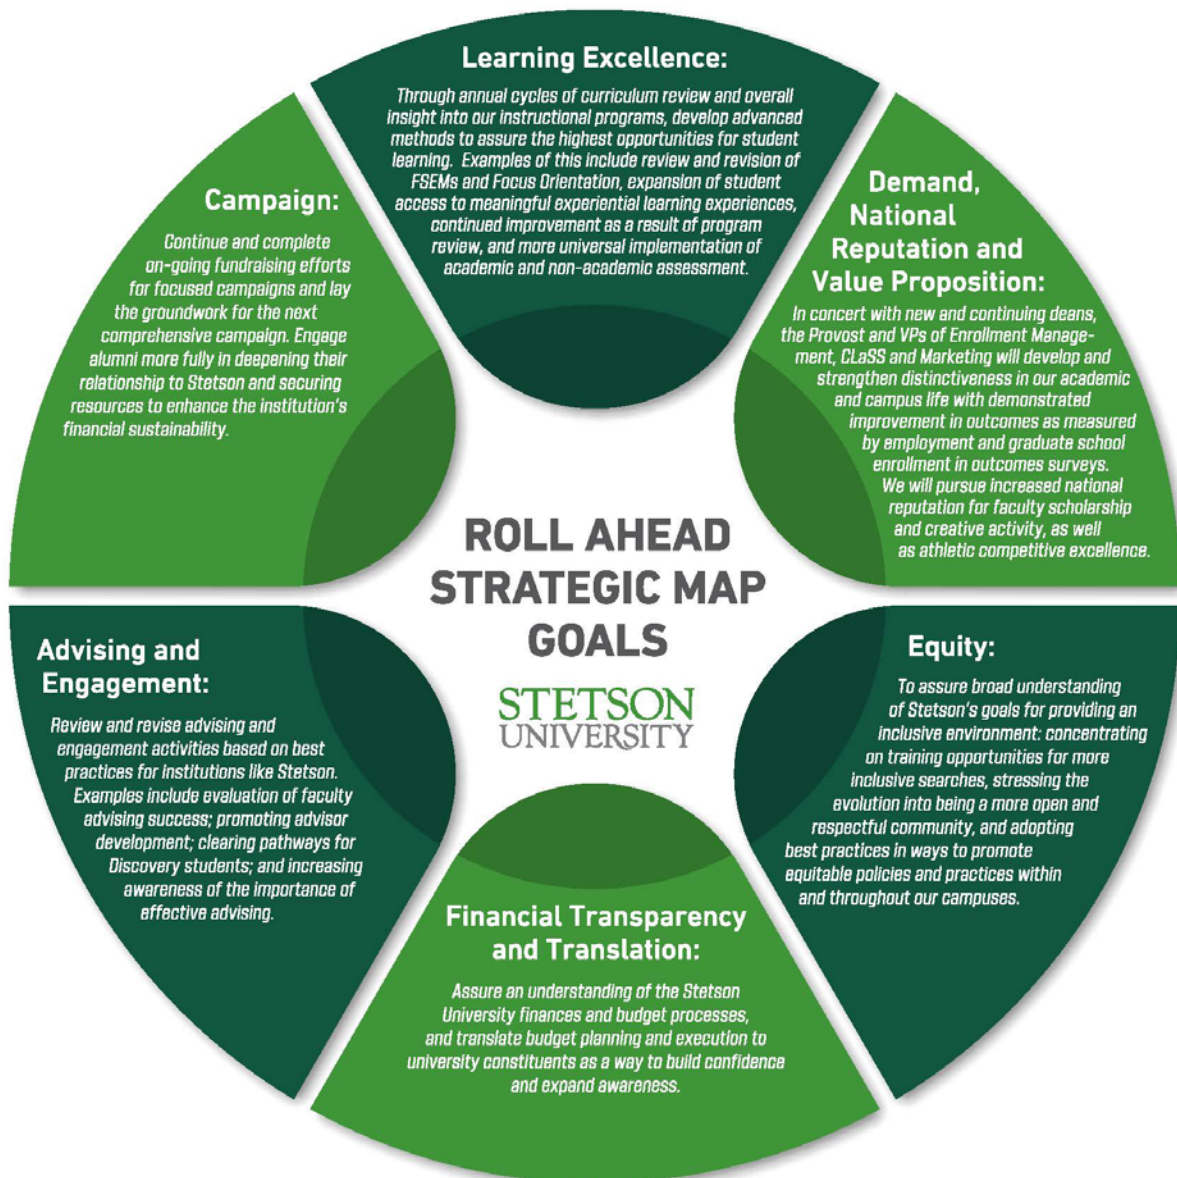 Learning Excellence:
Through annual cycles of curriculum review and overall
insight into our instructional programs, develop advanced
methods to assure the highest opportunities for student
learning. Examples of this include review and revision of
FSEMs and Focus Orientation, expansion of student
access to meaningful experiential learning experiences,
continued improvement as a result of program
review, and more universal implementation of
academic and non-academic assessment.
Demand,
National
Reputation and
Value Proposition:
In concert with new and continuing deans,
the Provost and VPs of Enrollment Manage-
ment, CLaSS and Marketing will develop and
strengthen distinctiveness in our academic
and campus life with demonstrated
improvement in outcomes as measured
by employment and graduate school
enrollment in outcomes surveys.
We will pursue increased national
reputation for faculty scholarship
and creative activity, as well
as athletic competitive excellence.
Equity:
To assure broad understanding
of Stetson's goals for providing an
inclusive environment: concentrating
on training opportunities for more
inclusive searches, stressing the
evolution into being a more open and
respectful community, and adopting
best practices in ways to promote
equitable policies and practices within
and throughout our campuses.
Financial Transparency
and Translation:
Assure an understanding of the Stetson
University finances and budget processes,
and translate budget planning and execution to
university constituents as a way to build confidence
and expand awareness.
Advising and
Engagement:
Review and revise advising and
engagement activities based on best
practices for institutions like Stetson.
Examples include evaluation of faculty
advising success; promoting advisor
development; clearing pathways for
Discovery students; and increasing
awareness of the importance of
effective advising.
Campaign:
Continue and complete
on-going fundraising efforts
for focused campaigns and lay
the groundwork for the next
comprehensive campaign. Engage
alumni more fully in deepening their
relationship to Stetson and securing
resources to enhance the institution's
financial sustainability.
ROLL AHEAD
STRATEGIC MAP
GOALS
STETSON
UNIVERSITY